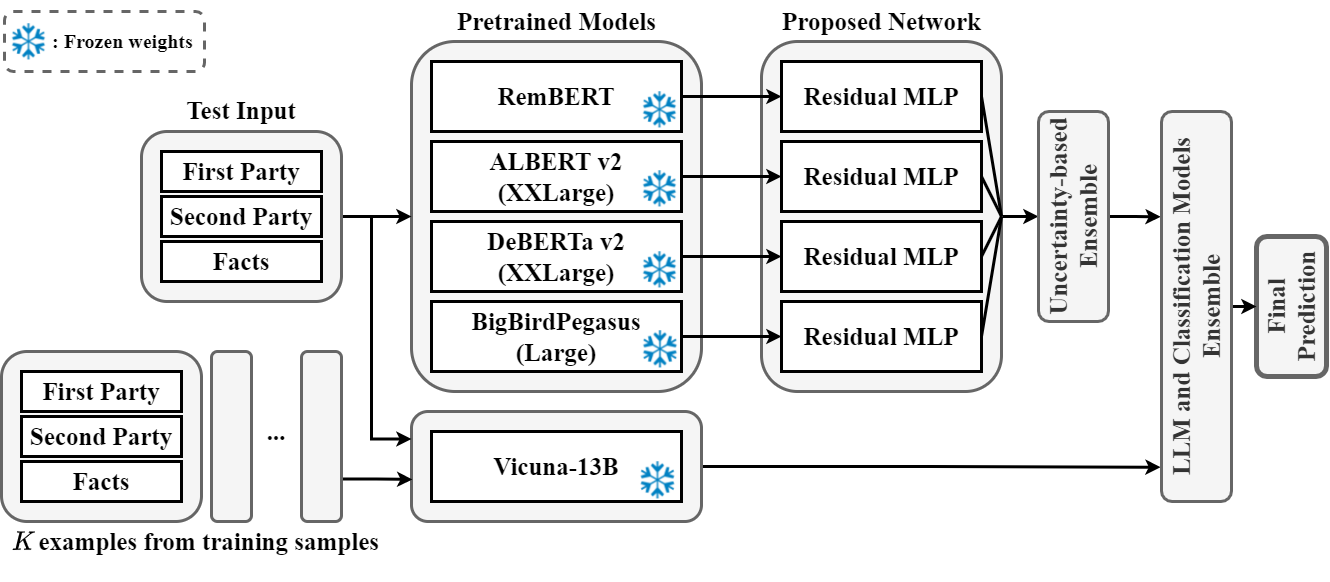 : Frozen weights
Pretrained Models
Proposed Network
Test Input
First Party
Second Party
Facts
RemBERT
ALBERT v2
(XXLarge)
DeBERTa v2
(XXLarge)
BigBirdPegasus
(Large)
Residual MLP
Residual MLP
Residual MLP
Residual MLP
Uncertainty-based
Ensemble
LLM and Classification Models
Ensemble
Final
Prediction
First Party
Second Party
Facts
...
Vicuna-13B
K examples from training samples